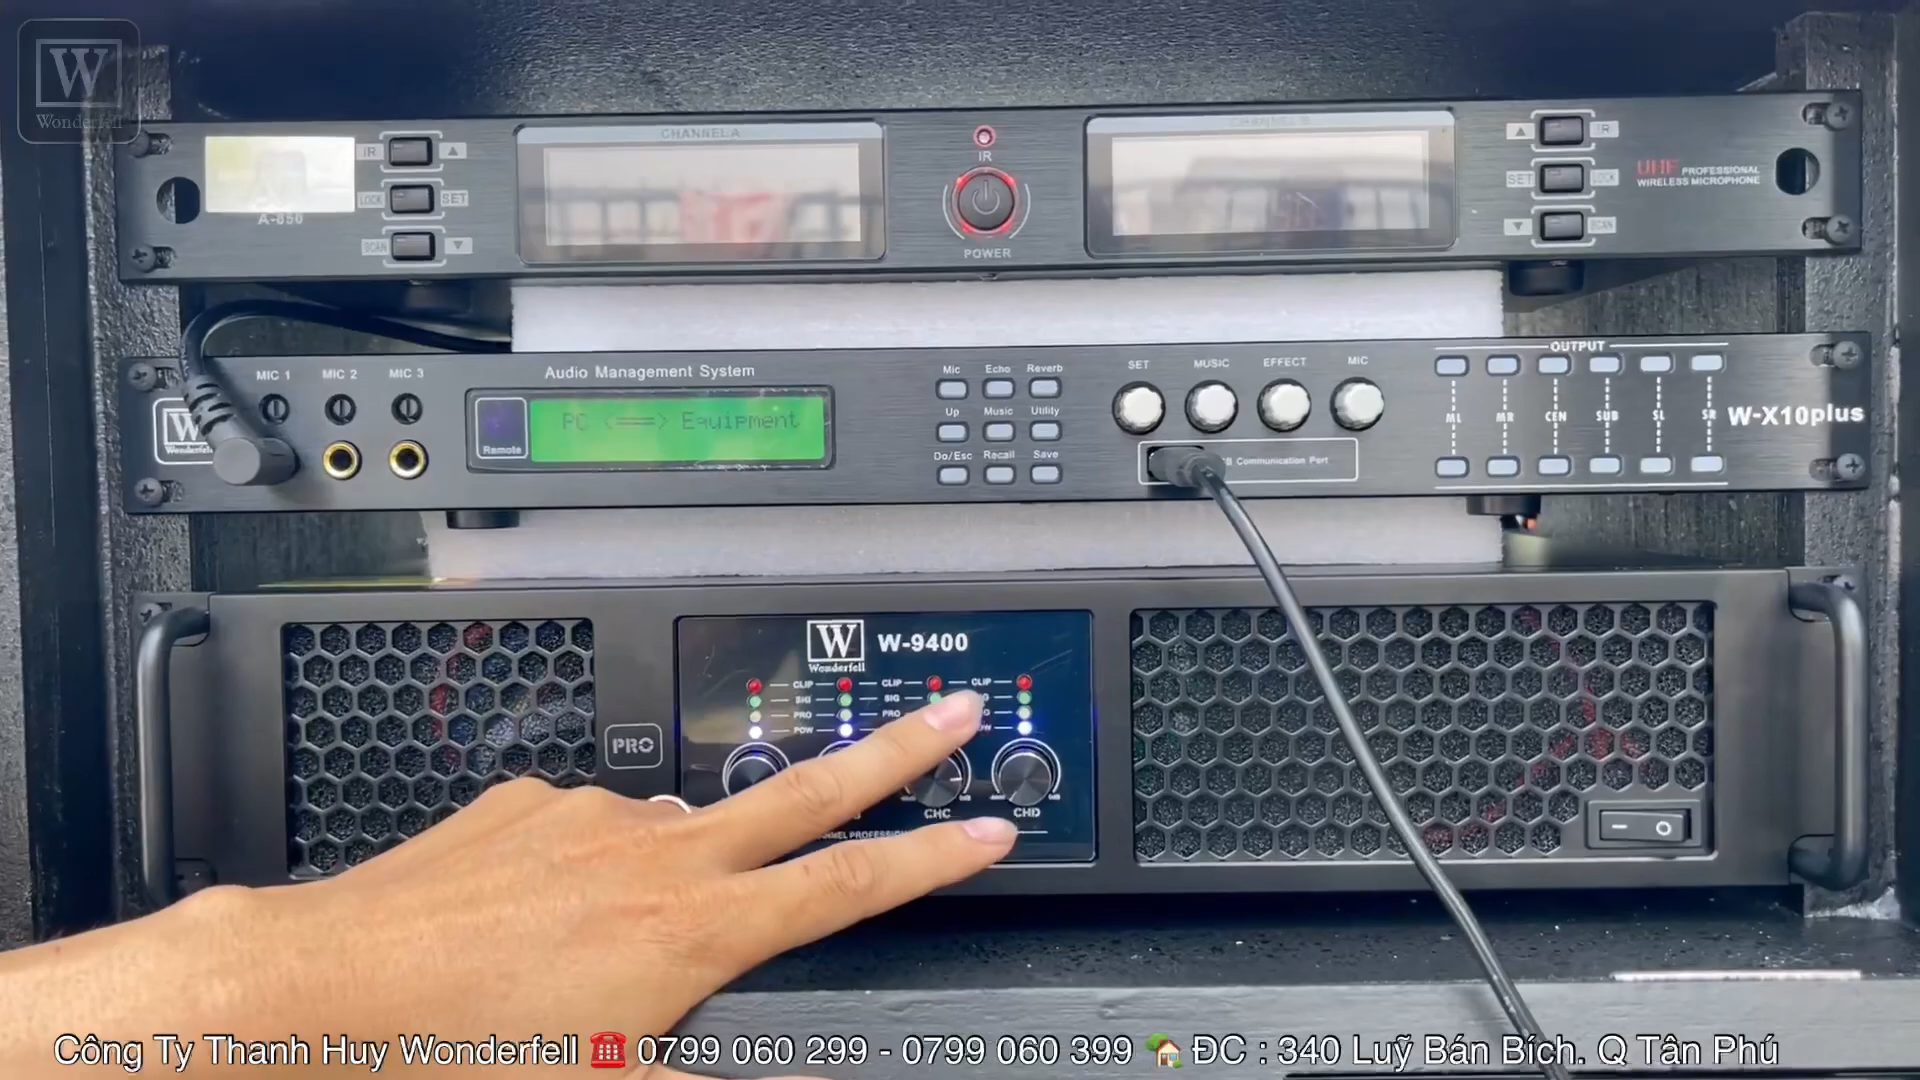 W
Wonderfell
CHANNEL A
IR
A-850
IR
LOCK
SET
SCAN
POWER
IR
SET
LOCK
SCAN
UHF PROFESSIONAL
WIRELESS MICROPHONE
MIC 1
MIC 2
MIC 3
W
Wonderfell
Audio Management System
Remote
PC <===> Equipment
Mic
Echo
Reverb
Up
Music
Utility
Do/Esc
Recall
Save
SET
MUSIC
EFFECT
MIC
Communication Port
OUTPUT
ML
MR
CEN
SUB
SL
SR
W-X10plus
W
Wonderfell
W-9400
CLIP
CLIP
CLIP
SIG
SIG
PRO
PRO
POW
PRO
CHC
CHD
Công Ty Thanh Huy Wonderfell ☎️ 0799 060 299 - 0799 060 399 🏡 ĐC : 340 Luỹ Bán Bích. Q Tân Phú